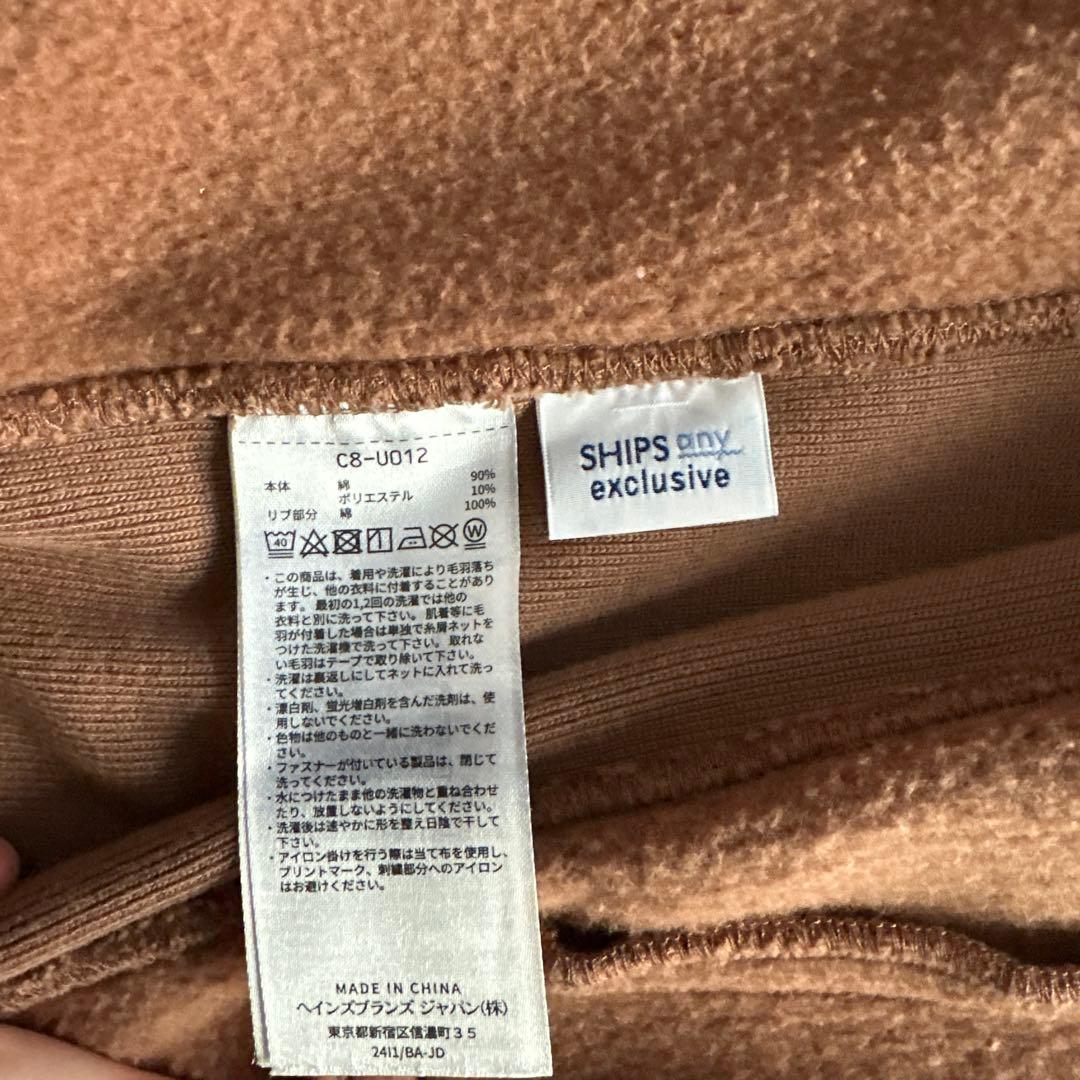 C8-U012
本体 綿 90%
ポリエステル 10%
リブ部分 綿 100%
40 W
・この商品は、着用や洗濯により毛羽落ち
が生じ、他の衣料に付着することがあり
ます。最初の1,2回の洗濯では他の
衣料と別に洗って下さい。肌着等に毛
羽が付着した場合は単独で糸屑ネットを
つけた洗濯機で洗って下さい。取れな
い毛羽はテープで取り除いて下さい。
・洗濯は裏返しにしてネットに入れて洗っ
てください。
・漂白剤、蛍光増白剤を含んだ洗剤は、使
用しないでください。
・色物は他のものと一緒に洗わないでくだ
さい。
・ファスナーが付いている製品は、閉じて
洗ってください。
・水につけたまま他の洗濯物と重ね合わせ
たり、放置しないようにしてください。
・洗濯後は速やかに形を整え日陰で干して
下さい。
・アイロン掛けを行う際は当て布を使用し、
プリントマーク、刺繍部分へのアイロン
はお避けください。
MADE IN CHINA
ヘインズブランズ ジャパン(株)
東京都新宿区信濃町35
24I1/BA-JD
SHIPS any
exclusive